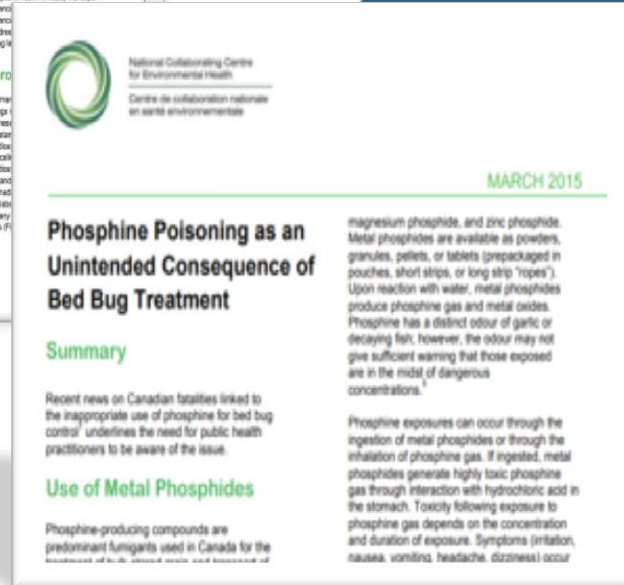 National Collaborating Centre
for Environmental Health
Centre de collaboration nationale
en santé environnementale
MARCH 2015
Phosphine Poisoning as an
Unintended Consequence of
Bed Bug Treatment
Summary
Recent news on Canadian fatalities linked to
the inappropriate use of phosphine for bed bug
control¹ underlines the need for public health
practitioners to be aware of the issue.
Use of Metal Phosphides
Phosphine-producing compounds are
predominant fumigants used in Canada for the
treatment of bulk stored grain and transport of
magnesium phosphide, and zinc phosphide.
Metal phosphides are available as powders,
granules, pellets, or tablets (prepackaged in
pouches, short strips, or long strip "ropes").
Upon reaction with water, metal phosphides
produce phosphine gas and metal oxides.
Phosphine has a distinct odour of garlic or
decaying fish; however, the odour may not
give sufficient warning that those exposed
are in the midst of dangerous
concentrations.
Phosphine exposures can occur through the
ingestion of metal phosphides or through the
inhalation of phosphine gas. If ingested, metal
phosphides generate highly toxic phosphine
gas through interaction with hydrochloric acid in
the stomach. Toxicity following exposure to
phosphine gas depends on the concentration
and duration of exposure. Symptoms (irritation,
nausea, vomiting, headache, dizziness) occur